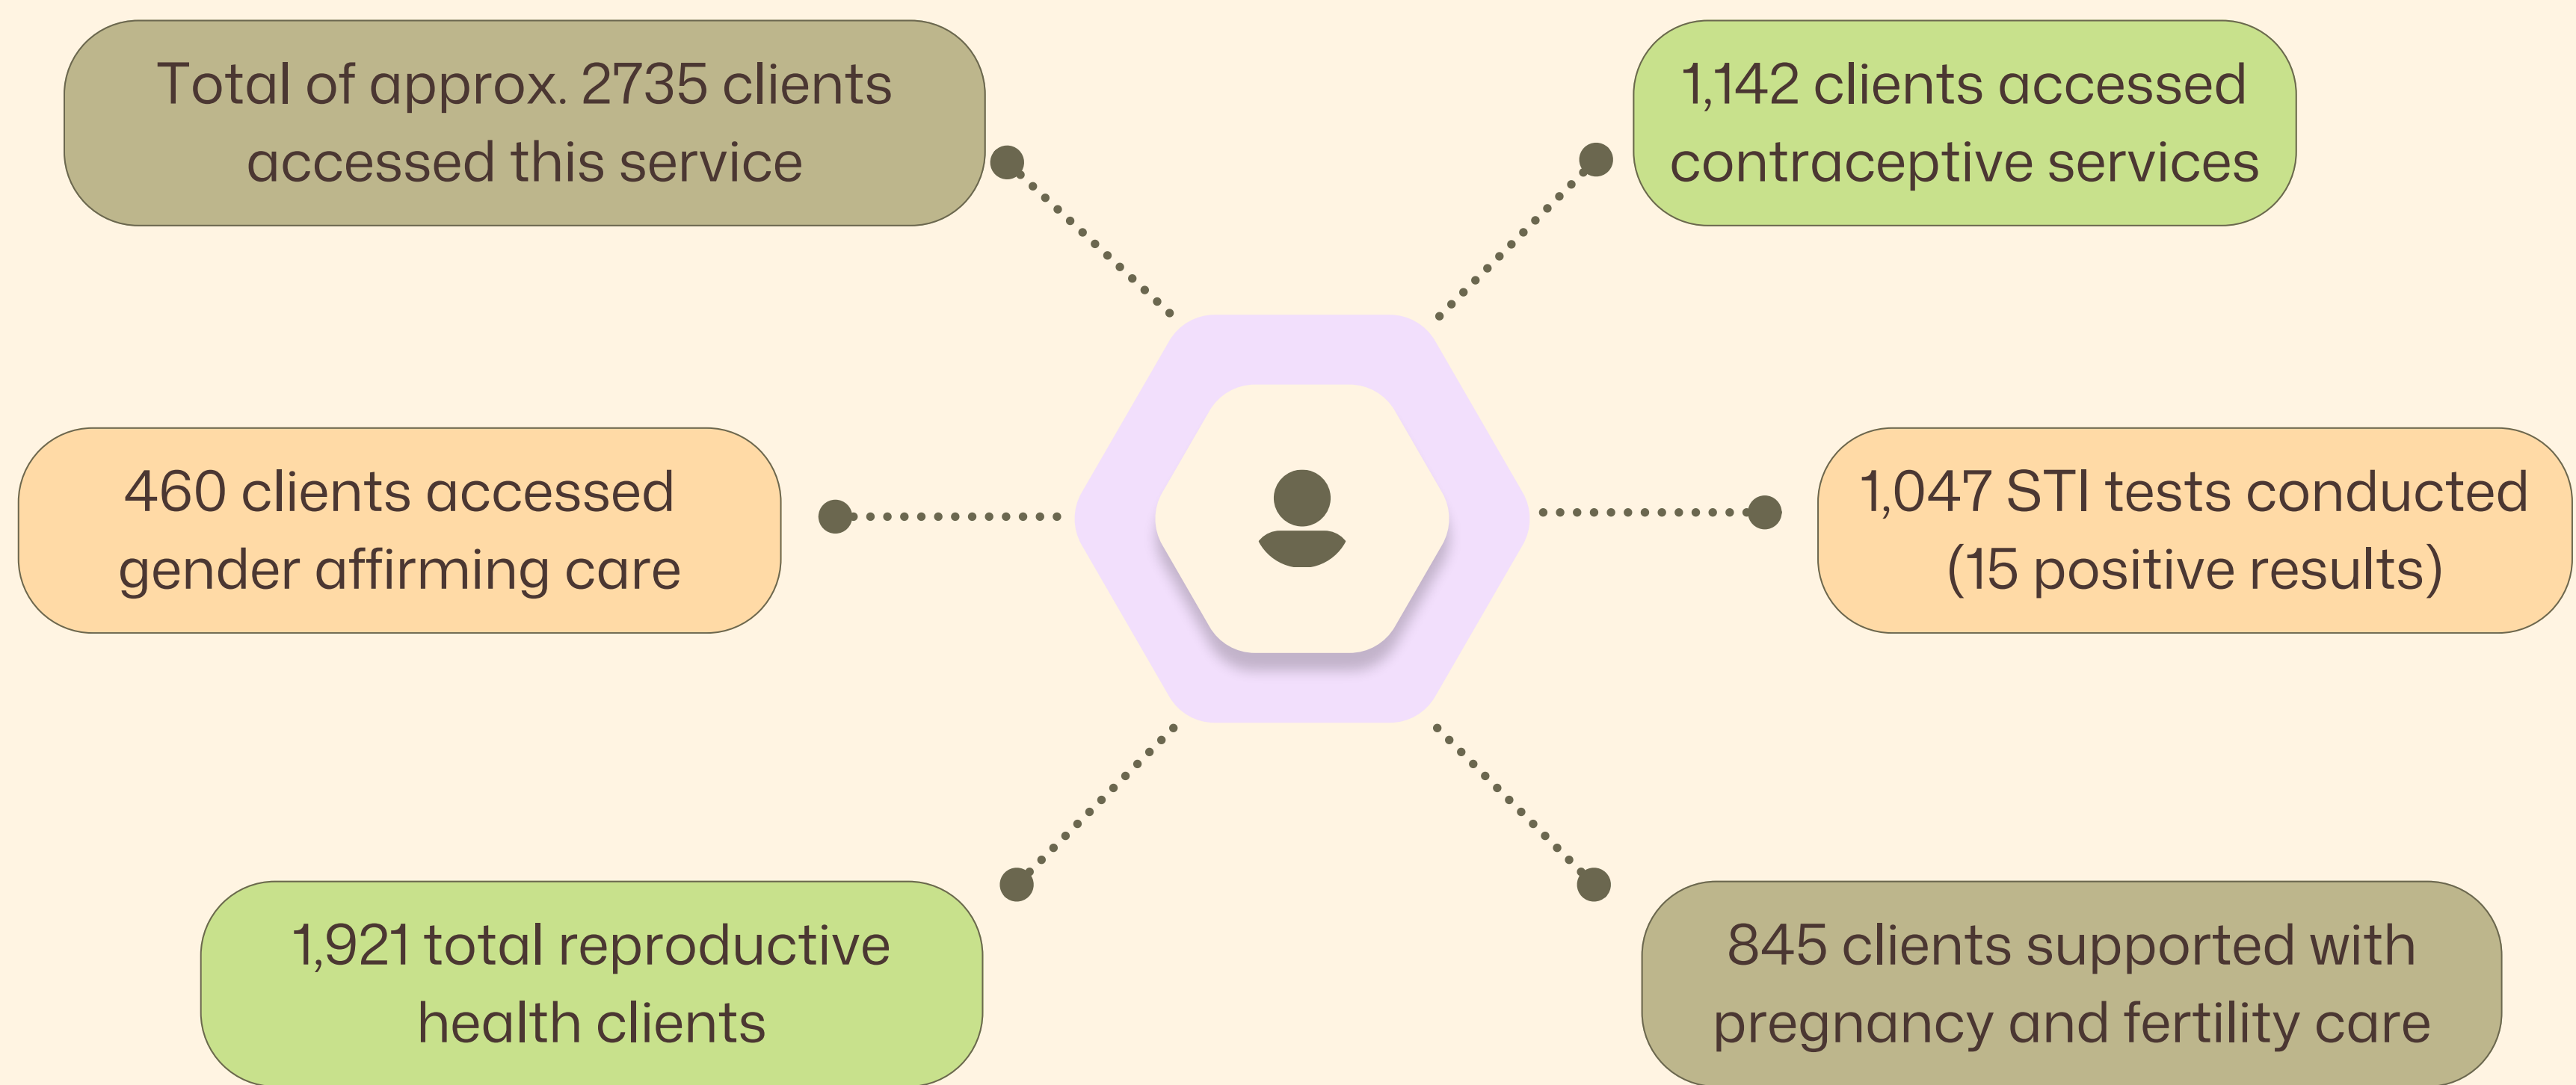 Total of approx. 2735 clients
accessed this service
1,142 clients accessed
contraceptive services
460 clients accessed
gender affirming care
1,047 STI tests conducted
(15 positive results)
1,921 total reproductive
health clients
845 clients supported with
pregnancy and fertility care